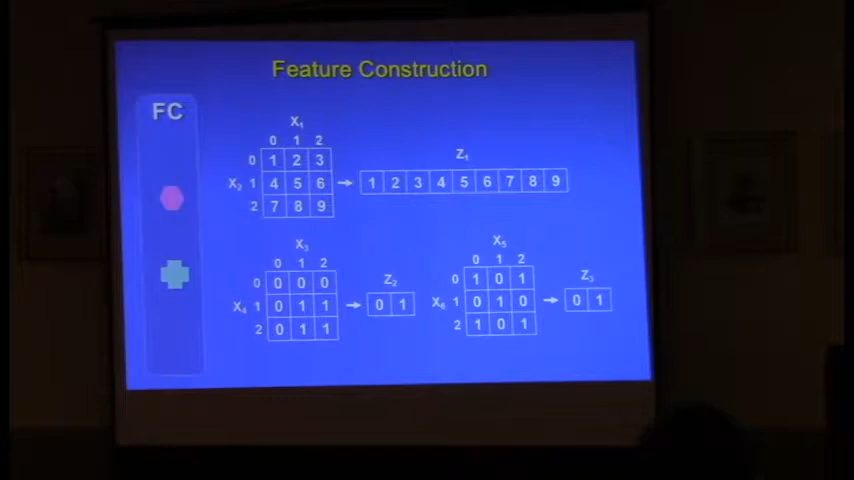 Feature Construction
FC
X1
0 1 2
0 1 2 3
X2 1 4 5 6
2 7 8 9
Z1
1 2 3 4 5 6 7 8 9
X3
0 1 2
0 0 0 0
X4 1 0 1 1
2 0 1 1
Z2
0 1
X5
0 1 2
0 1 0 1
X6 1 0 1 0
2 1 0 1
Z3
0 1